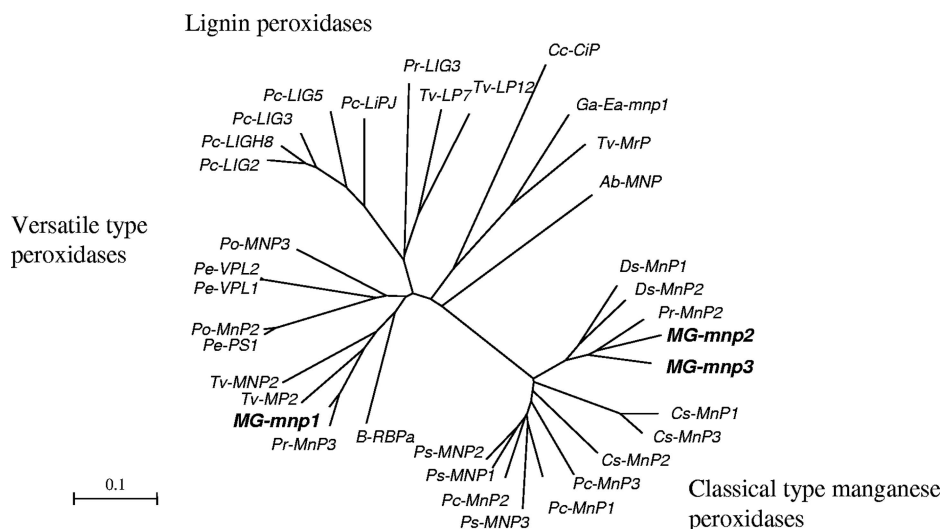 Lignin peroxidases
Cc-CiP
Pr-LIG3
Tv-LP12
Pc-LIG5
Pc-LiPJ
Tv-LP7
Ga-Ea-mnp1
Pc-LIG3
Pc-LIGH8
Tv-MrP
Pc-LIG2
Ab-MNP
Versatile type
peroxidases
Po-MNP3
Pe-VPL2
Pe-VPL1
Ds-MnP1
Ds-MnP2
Pr-MnP2
Po-MnP2
Pe-PS1
MG-mnp2
MG-mnp3
Tv-MNP2
Tv-MP2
MG-mnp1
Pr-MnP3
B-RBPa
Cs-MnP1
Cs-MnP3
Ps-MNP2
Cs-MnP2
Ps-MNP1
Pc-MnP3
Pc-MnP2
Pc-MnP1
Ps-MNP3
0.1
Classical type manganese
peroxidases